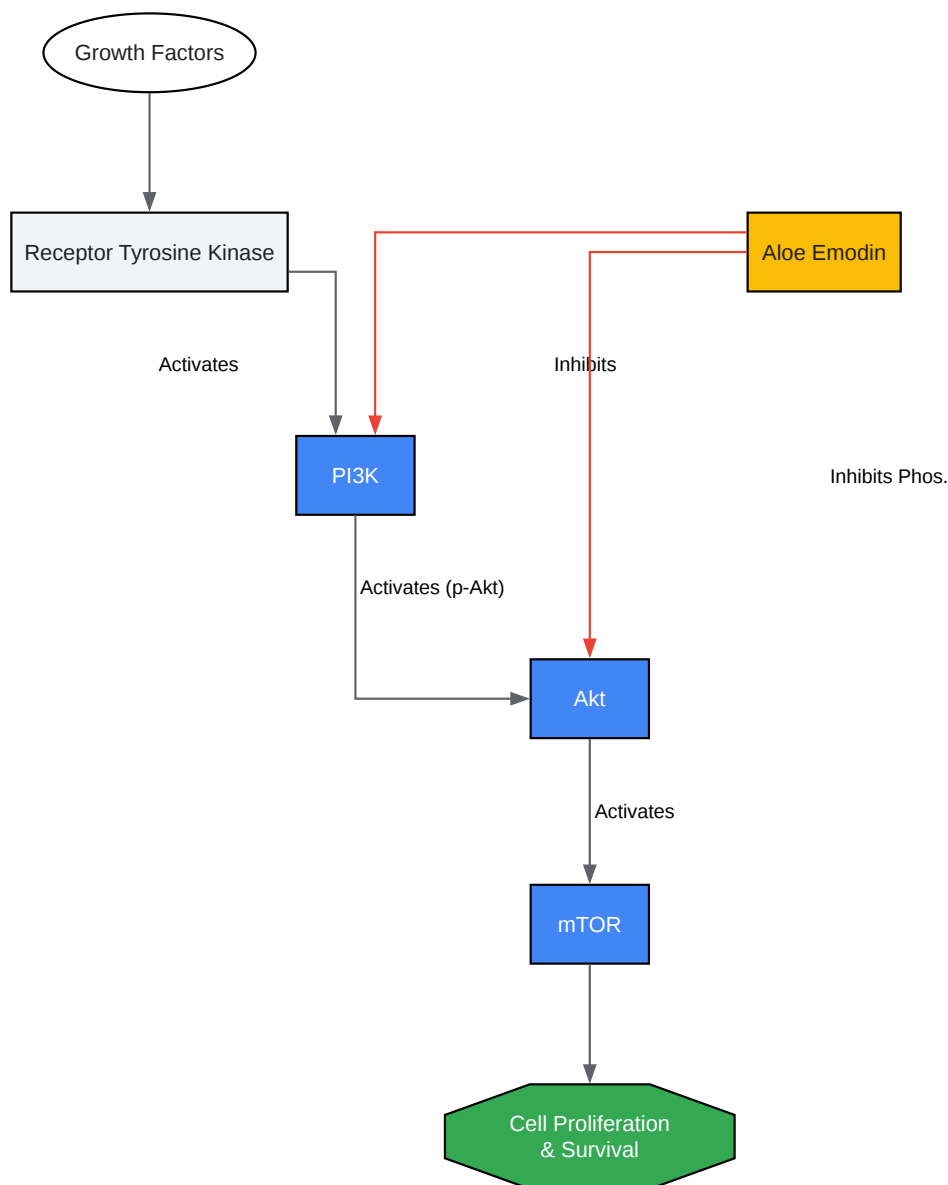 Growth Factors
Receptor Tyrosine Kinase
Aloe Emodin
Activates
Inhibits
PI3K
Inhibits Phos.
Activates (p-Akt)
Akt
Activates
mTOR
Cell Proliferation
& Survival